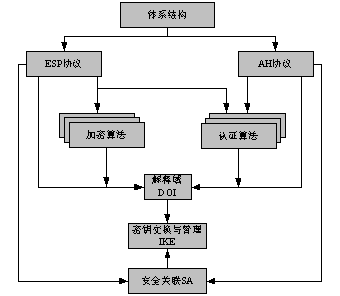 体系结构
ESP协议
AH协议
加密算法
认证算法
解释域
DOI
密钥交换与管理
IKE
安全关联SA